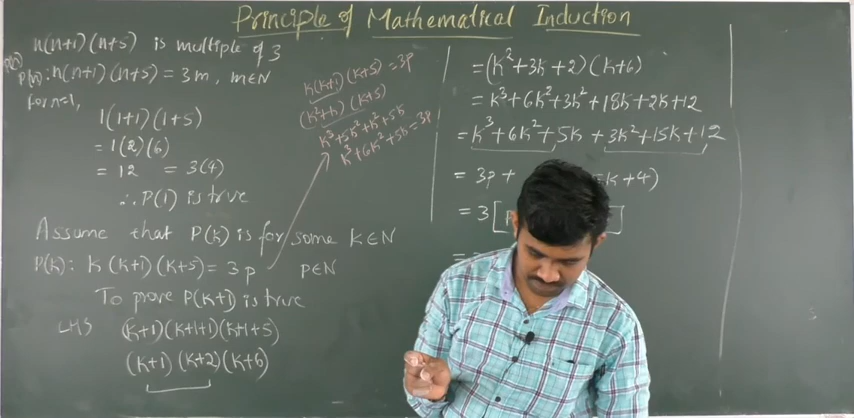 Principle of Mathematical Induction
n(n+1)(n+5) is multiple of 3
P(n): n(n+1)(n+5) = 3m, m∈N
for n=1,
1(1+1)(1+5)
= 1(2)(6)
= 12 = 3(4)
∴ P(1) is true
Assume that P(k) is for some k∈N
P(k): k(k+1)(k+5) = 3p p∈N
To prove P(k+1) is true
LHS (k+1)(k+1+1)(k+1+5)
(k+1)(k+2)(k+6)
k(k+1)(k+5) = 3p
(k²+k)(k+5)
k³+5k²+k²+5k
k³+6k²+5k = 3p
= (k²+3k+2)(k+6)
= k³+6k²+3k²+18k+2k+12
= k³+6k²+5k+3k²+15k+12
= 3p + k+4)
= 3[p
=